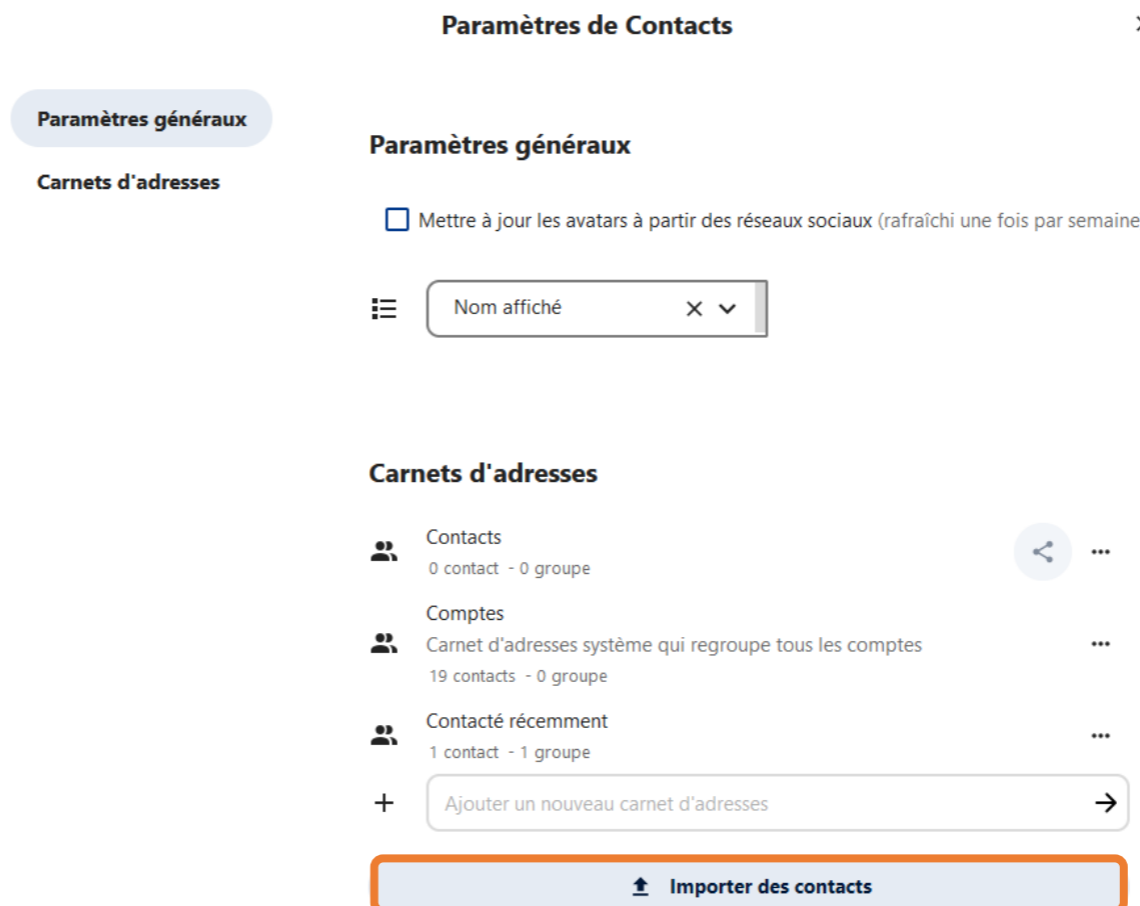 Paramètres de Contacts
Paramètres généraux
Carnets d'adresses
Paramètres généraux
Mettre à jour les avatars à partir des réseaux sociaux (rafraîchi une fois par semaine
Nom affiché
Carnets d'adresses
Contacts
0 contact - 0 groupe
Comptes
Carnet d'adresses système qui regroupe tous les comptes
19 contacts - 0 groupe
Contacté récemment
1 contact - 1 groupe
Ajouter un nouveau carnet d'adresses
Importer des contacts